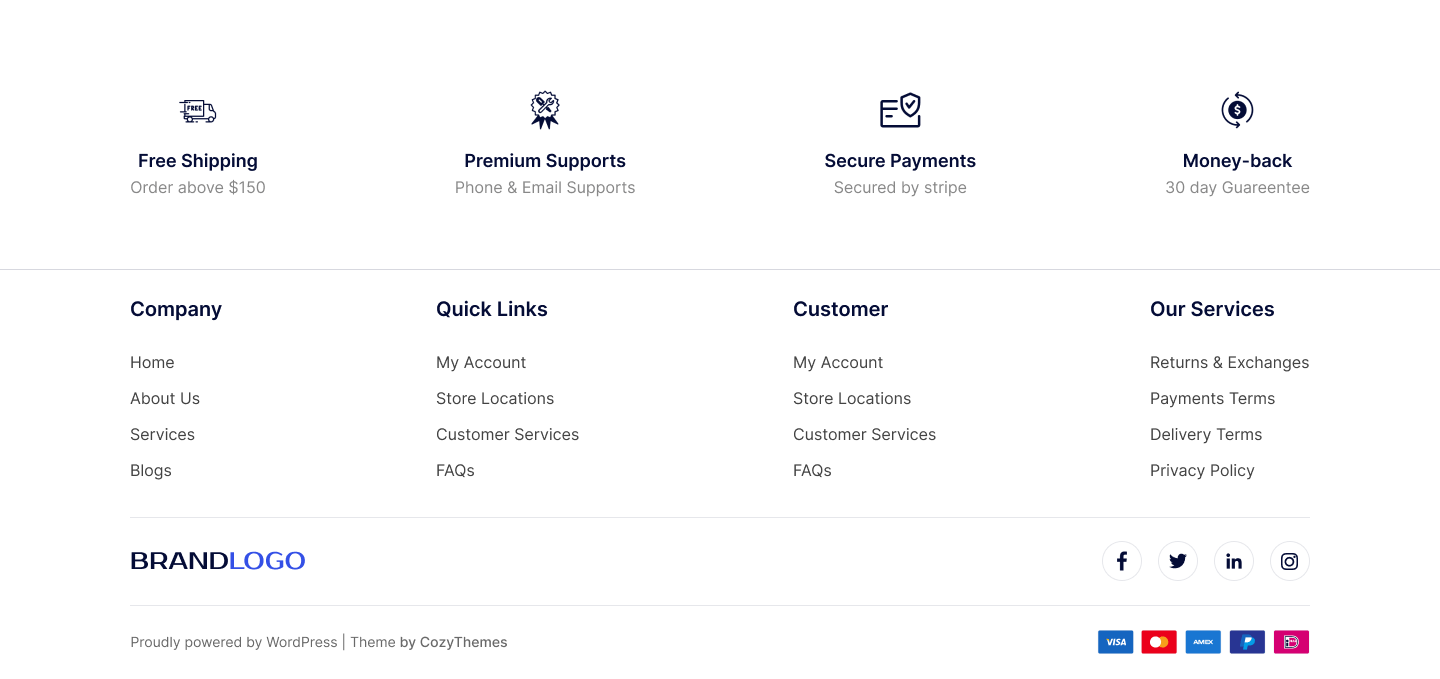 FREE
Free Shipping
Order above $150
Premium Supports
Phone & Email Supports
Secure Payments
Secured by stripe
Money-back
30 day Guareentee
Company
Home
About Us
Services
Blogs
Quick Links
My Account
Store Locations
Customer Services
FAQs
Customer
My Account
Store Locations
Customer Services
FAQs
Our Services
Returns & Exchanges
Payments Terms
Delivery Terms
Privacy Policy
BRANDLOGO
Proudly powered by WordPress | Theme by CozyThemes
VISA
AMEX